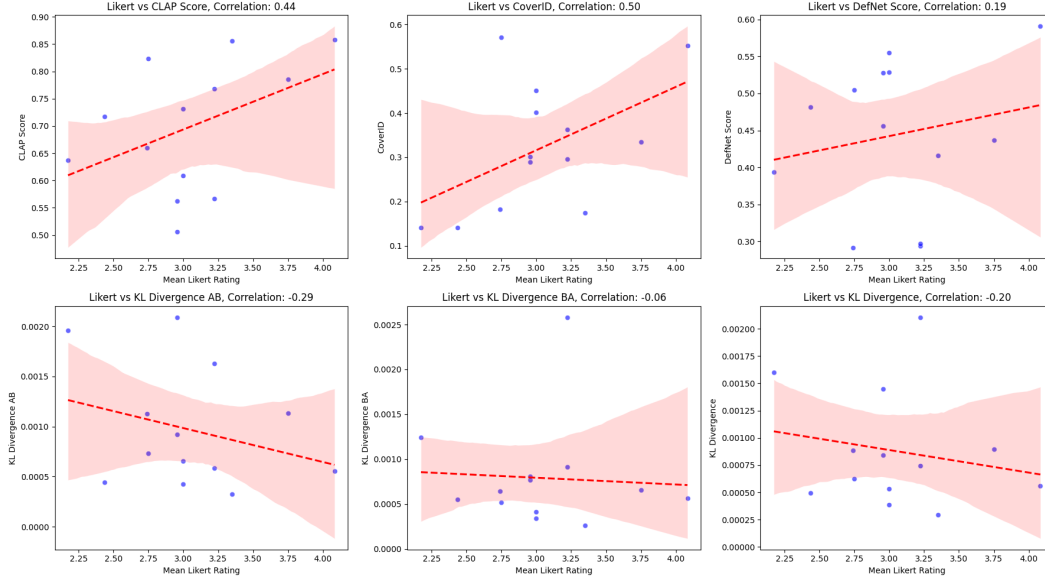 Likert vs CLAP Score, Correlation: 0.44
0.90
0.85
0.80
0.75
0.70
0.65
0.60
0.55
0.50
CLAP Score
2.25 2.50 2.75 3.00 3.25 3.50 3.75 4.00
Mean Likert Rating
Likert vs CoverID, Correlation: 0.50
0.6
0.5
0.4
0.3
0.2
0.1
CoverID
2.25 2.50 2.75 3.00 3.25 3.50 3.75 4.00
Mean Likert Rating
Likert vs DefNet Score, Correlation: 0.19
0.60
0.55
0.50
0.45
0.40
0.35
0.30
DefNet Score
2.25 2.50 2.75 3.00 3.25 3.50 3.75 4.00
Mean Likert Rating
Likert vs KL Divergence AB, Correlation: -0.29
0.0020
0.0015
0.0010
0.0005
0.0000
KL Divergence AB
2.25 2.50 2.75 3.00 3.25 3.50 3.75 4.00
Mean Likert Rating
Likert vs KL Divergence BA, Correlation: -0.06
0.0025
0.0020
0.0015
0.0010
0.0005
0.0000
KL Divergence BA
2.25 2.50 2.75 3.00 3.25 3.50 3.75 4.00
Mean Likert Rating
Likert vs KL Divergence, Correlation: -0.20
0.00200
0.00175
0.00150
0.00125
0.00100
0.00075
0.00050
0.00025
0.00000
KL Divergence
2.25 2.50 2.75 3.00 3.25 3.50 3.75 4.00
Mean Likert Rating